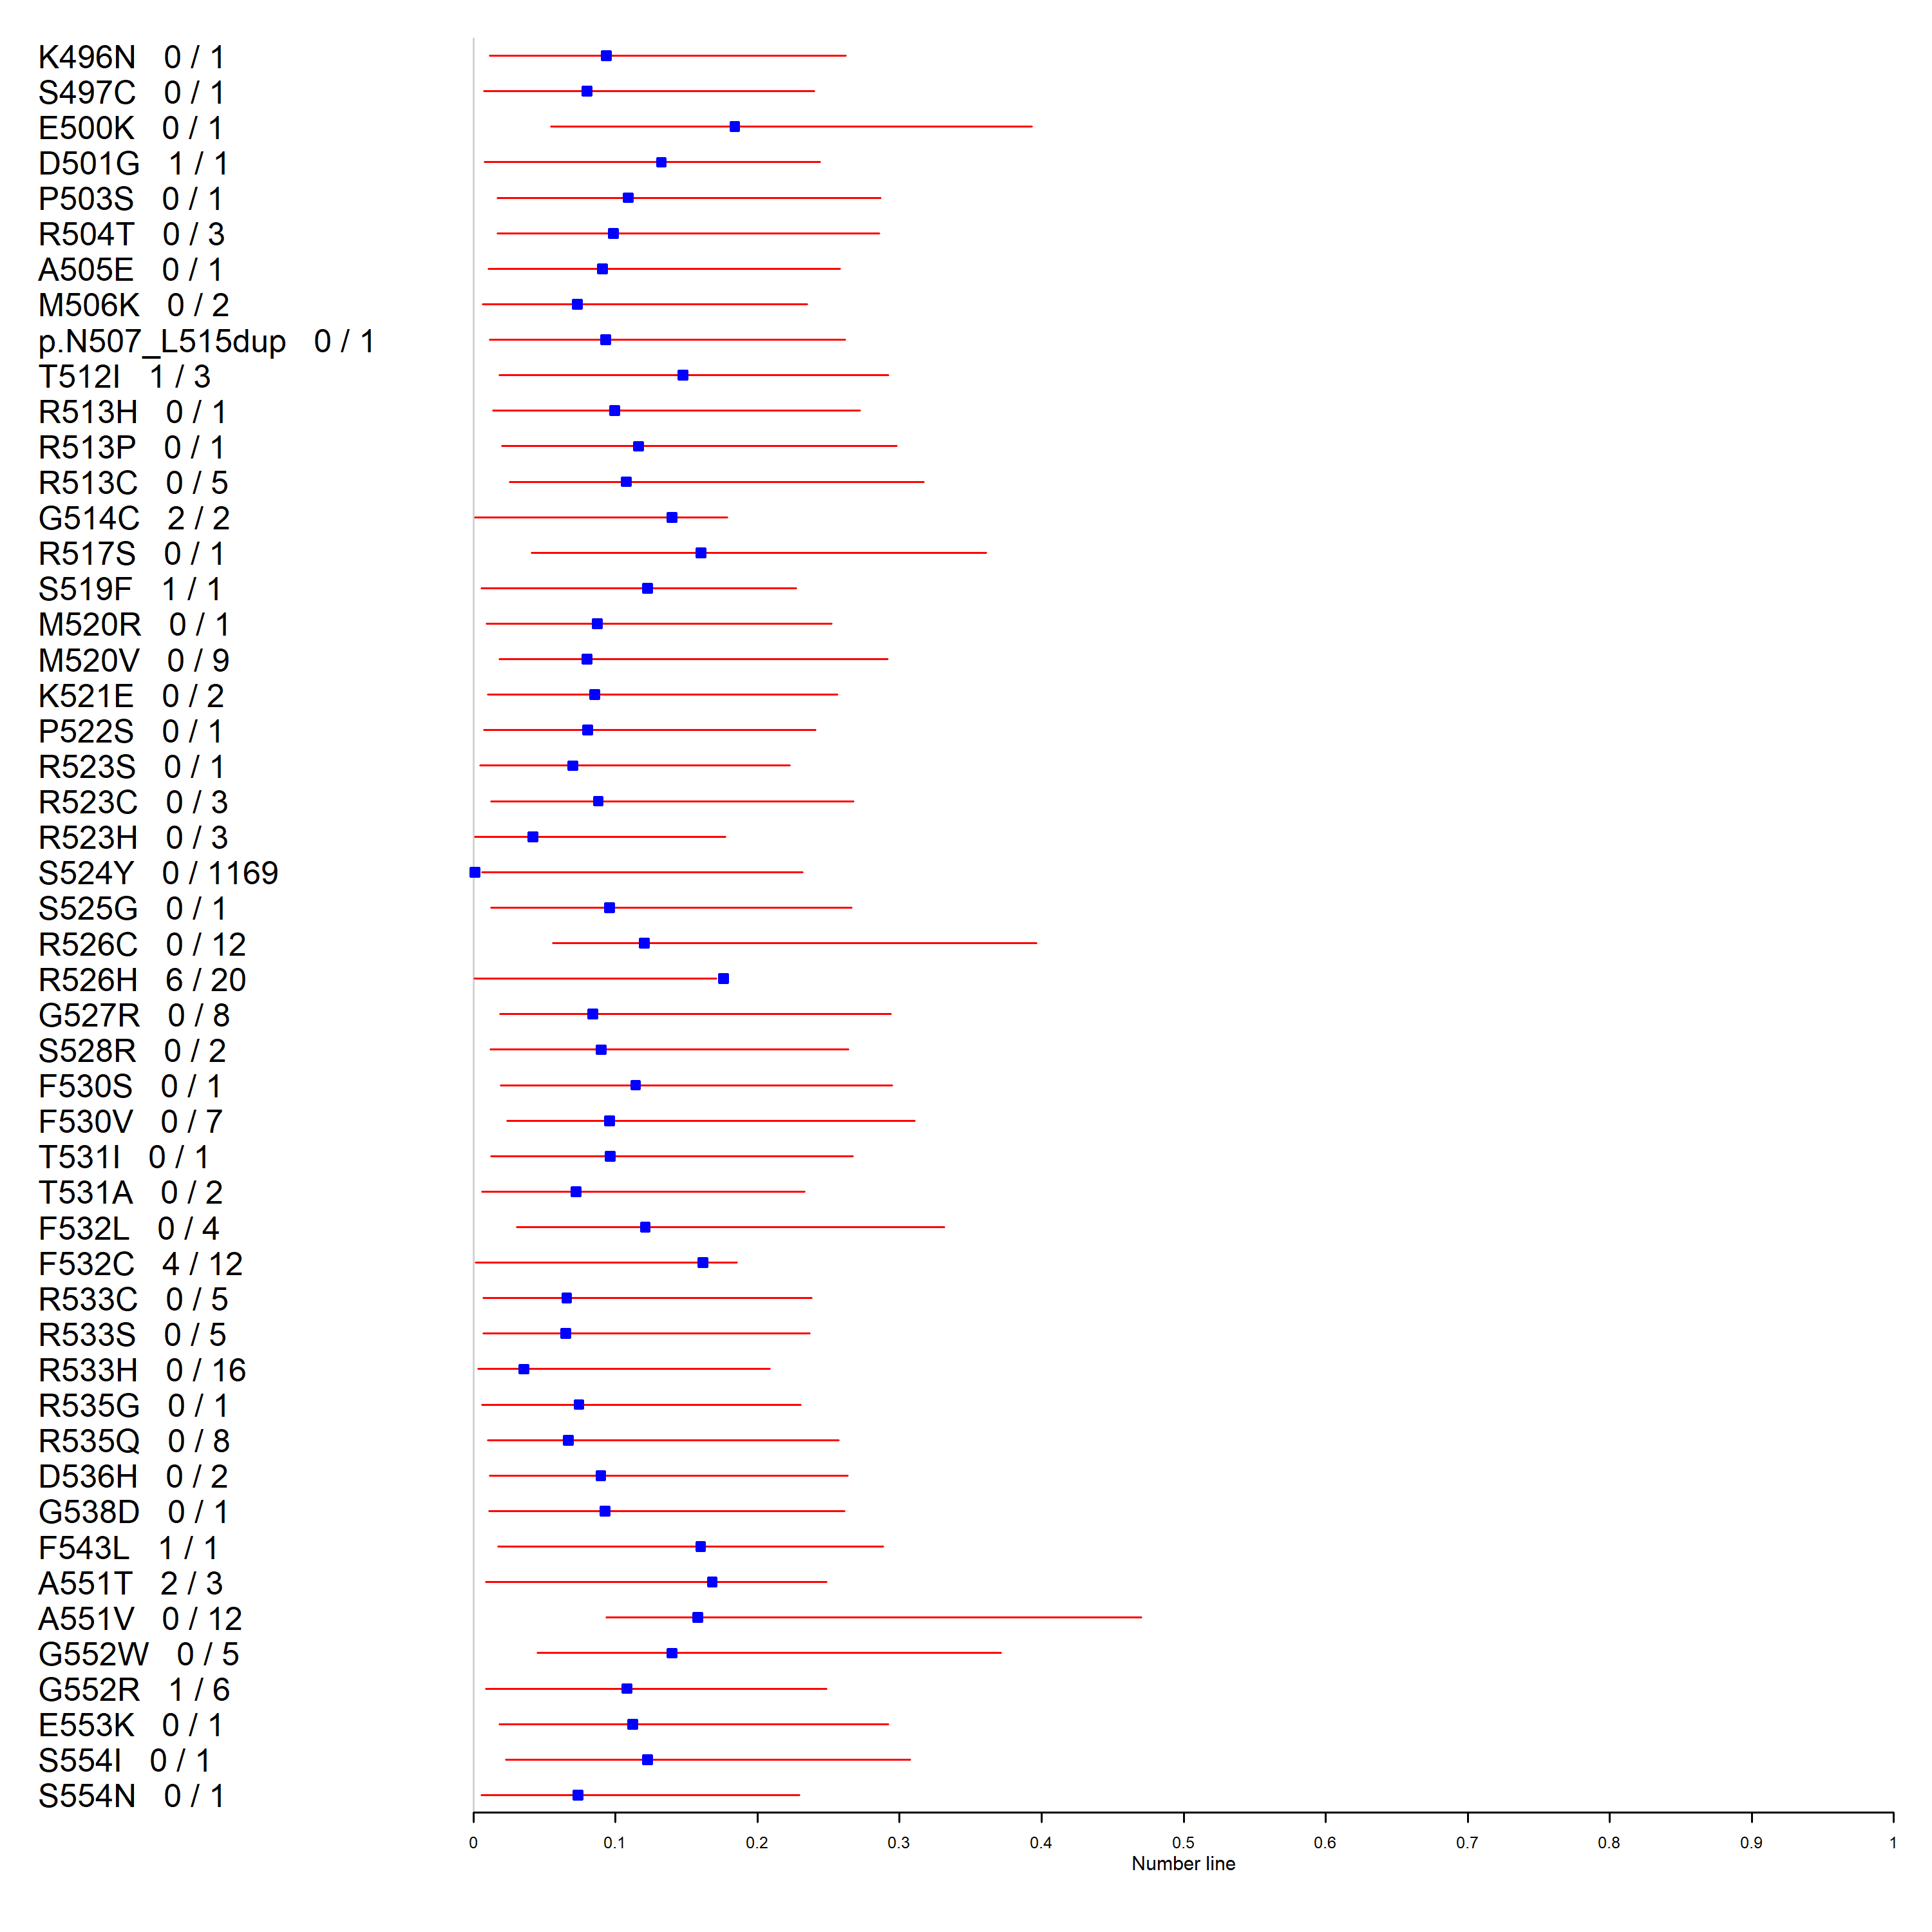 K496N 0 / 1
S497C 0 / 1
E500K 0 / 1
D501G 1 / 1
P503S 0 / 1
R504T 0 / 3
A505E 0 / 1
M506K 0 / 2
p.N507_L515dup 0 / 1
T512I 1 / 3
R513H 0 / 1
R513P 0 / 1
R513C 0 / 5
G514C 2 / 2
R517S 0 / 1
S519F 1 / 1
M520R 0 / 1
M520V 0 / 9
K521E 0 / 2
P522S 0 / 1
R523S 0 / 1
R523C 0 / 3
R523H 0 / 3
S524Y 0 / 1169
S525G 0 / 1
R526C 0 / 12
R526H 6 / 20
G527R 0 / 8
S528R 0 / 2
F530S 0 / 1
F530V 0 / 7
T531I 0 / 1
T531A 0 / 2
F532L 0 / 4
F532C 4 / 12
R533C 0 / 5
R533S 0 / 5
R533H 0 / 16
R535G 0 / 1
R535Q 0 / 8
D536H 0 / 2
G538D 0 / 1
F543L 1 / 1
A551T 2 / 3
A551V 0 / 12
G552W 0 / 5
G552R 1 / 6
E553K 0 / 1
S554I 0 / 1
S554N 0 / 1
0 0.1 0.2 0.3 0.4 0.5 0.6 0.7 0.8 0.9 1
Number line